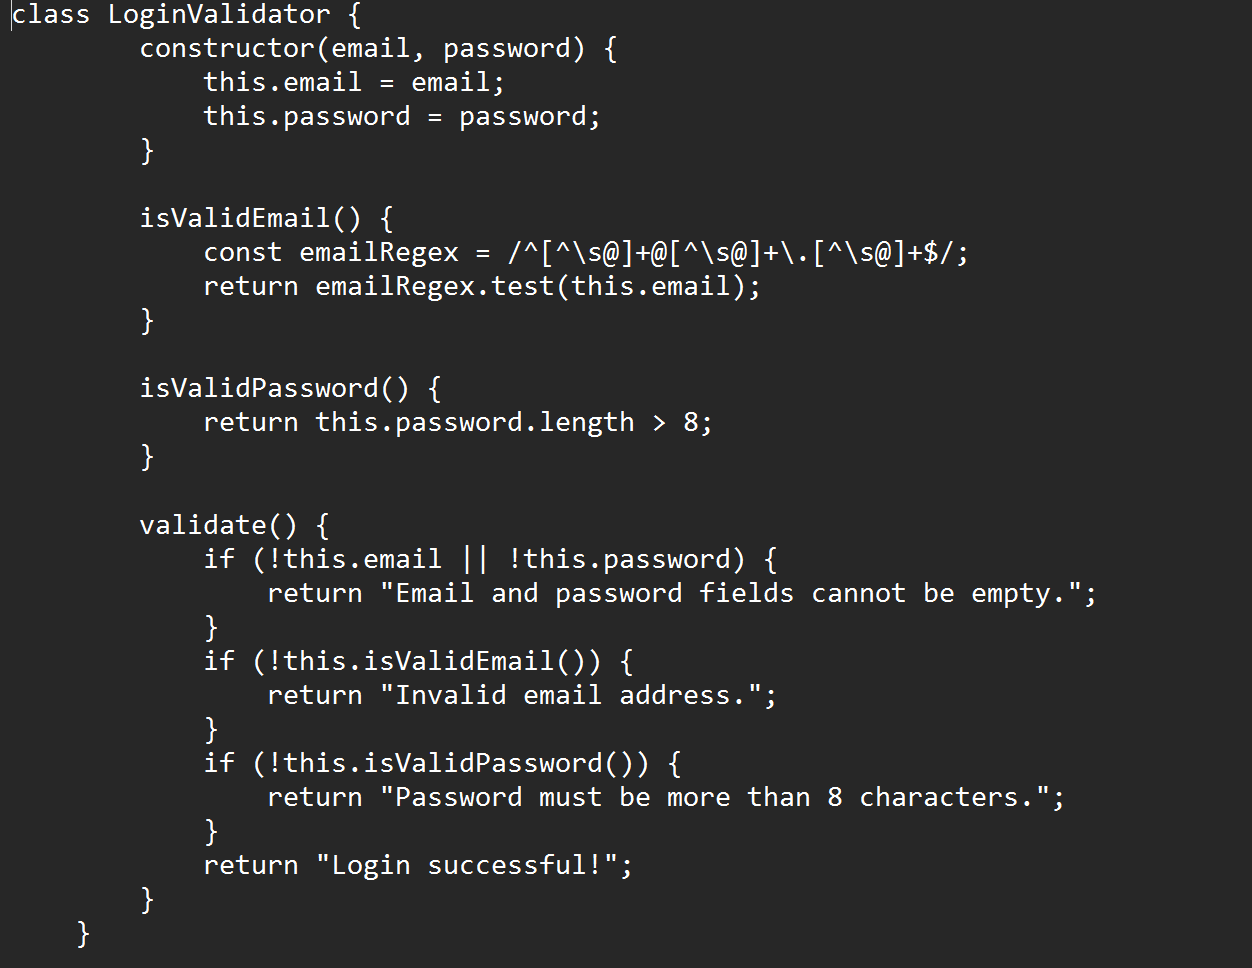 class LoginValidator {
        constructor(email, password) {
            this.email = email;
            this.password = password;
        }

        isValidEmail() {
            const emailRegex = /^[^\s@]+@[^\s@]+\.[^\s@]+$/;
            return emailRegex.test(this.email);
        }

        isValidPassword() {
            return this.password.length > 8;
        }

        validate() {
            if (!this.email || !this.password) {
                return "Email and password fields cannot be empty.";
            }
            if (!this.isValidEmail()) {
                return "Invalid email address.";
            }
            if (!this.isValidPassword()) {
                return "Password must be more than 8 characters.";
            }
            return "Login successful!";
        }
    }